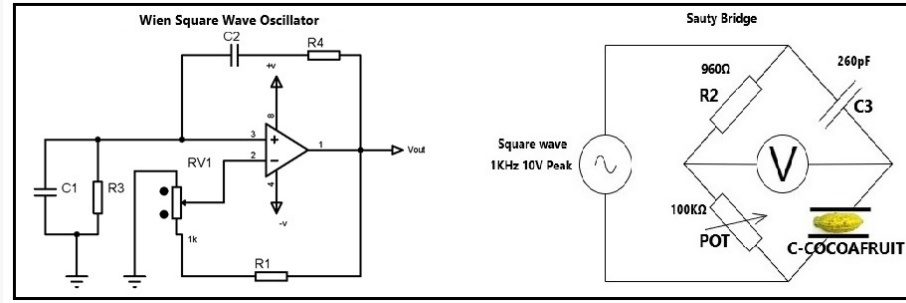 Wien Square Wave Oscillator
C2
R4
+v
8
3
+
1
Vout
2
−
RV1
C1
R3
4
-v
1k
R1
Sauty Bridge
260pF
960Ω
R2
C3
Square wave
1KHz 10V Peak
V
100KΩ
POT
C-COCOAFRUIT